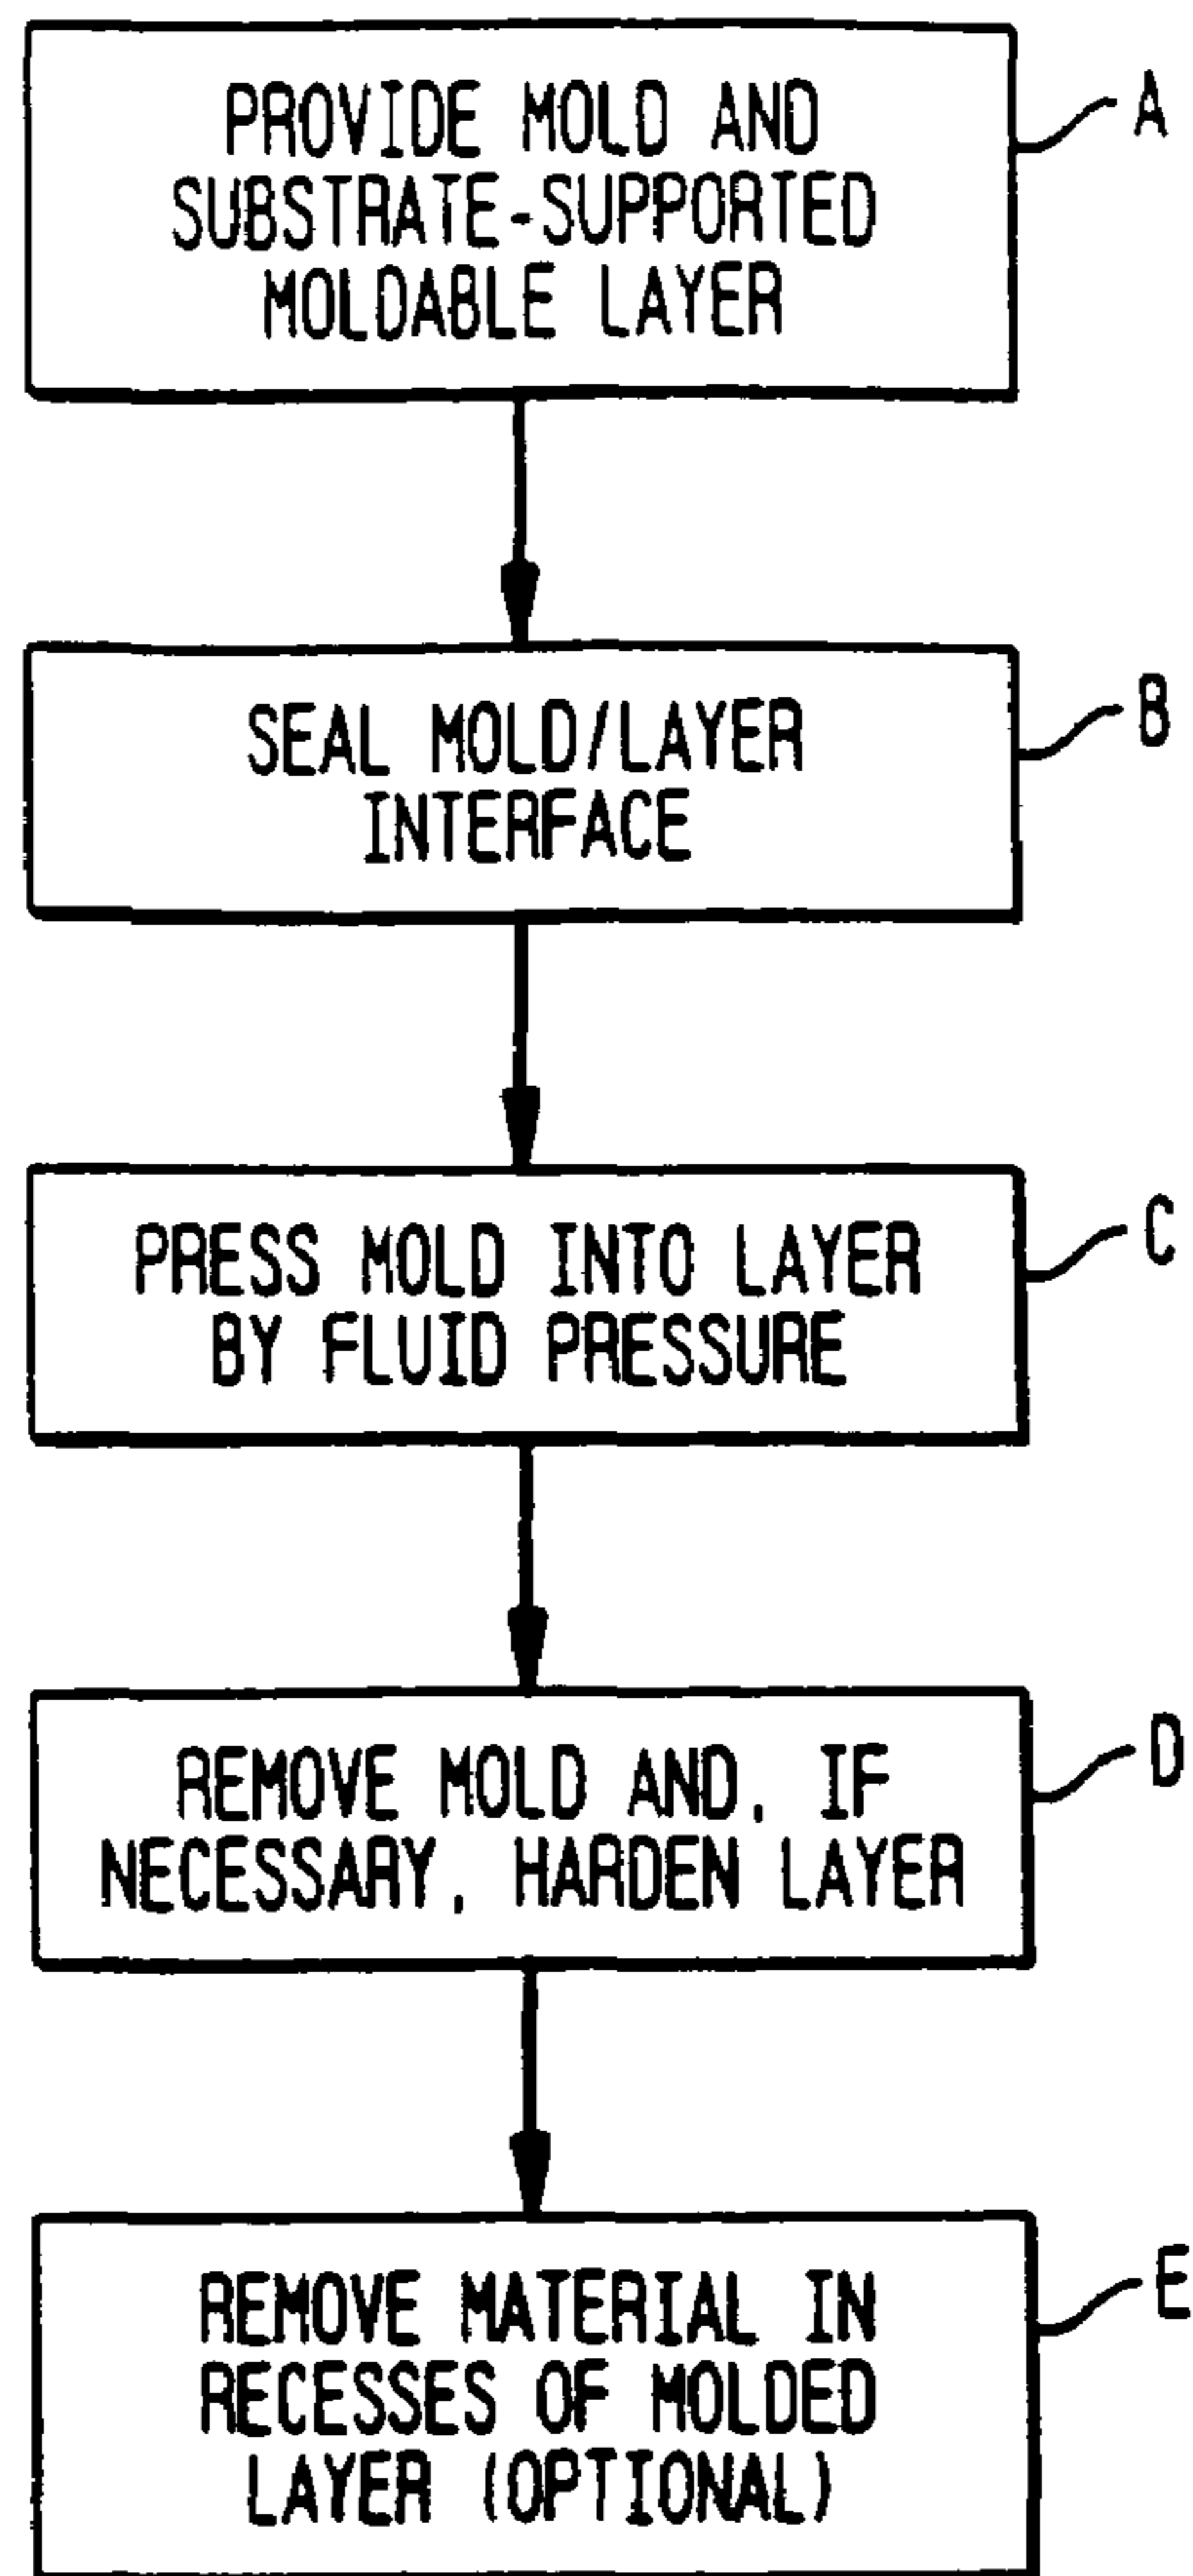 PROVIDE MOLD AND
SUBSTRATE-SUPPORTED
MOLDABLE LAYER
A
SEAL MOLD/LAYER
INTERFACE
B
PRESS MOLD INTO LAYER
BY FLUID PRESSURE
C
REMOVE MOLD AND, IF
NECESSARY, HARDEN LAYER
D
REMOVE MATERIAL IN
RECESSES OF MOLDED
LAYER (OPTIONAL)
E